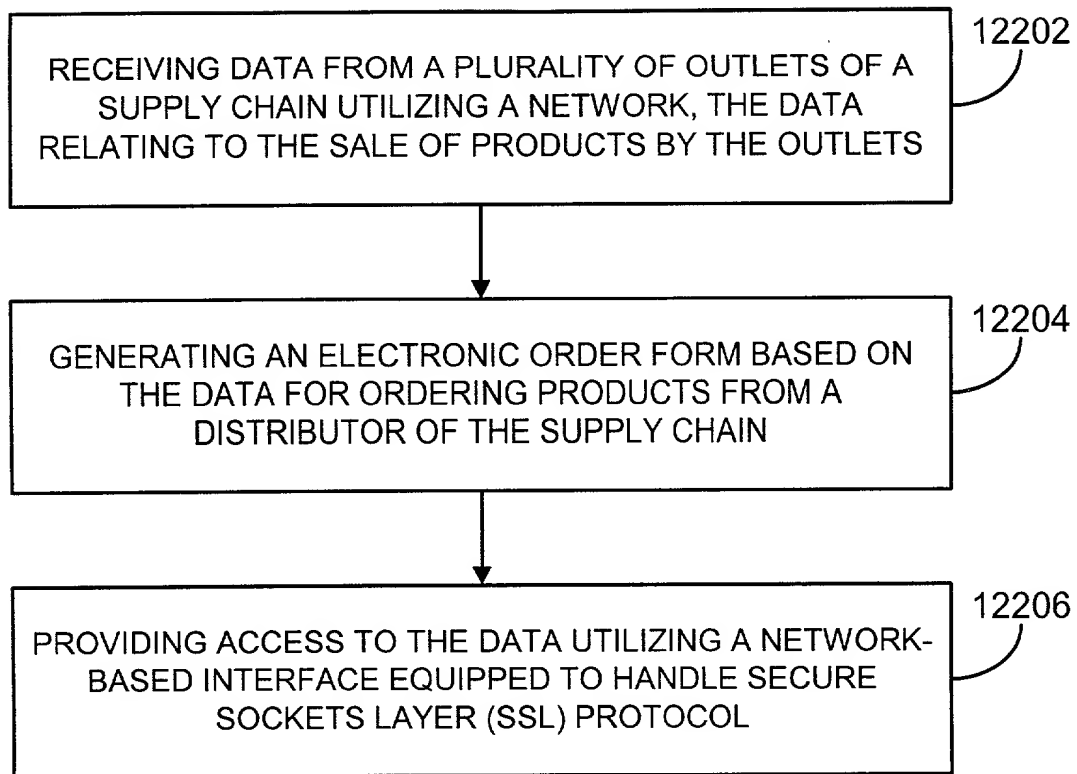 12202
RECEIVING DATA FROM A PLURALITY OF OUTLETS OF A
SUPPLY CHAIN UTILIZING A NETWORK, THE DATA
RELATING TO THE SALE OF PRODUCTS BY THE OUTLETS
12204
GENERATING AN ELECTRONIC ORDER FORM BASED ON
THE DATA FOR ORDERING PRODUCTS FROM A
DISTRIBUTOR OF THE SUPPLY CHAIN
12206
PROVIDING ACCESS TO THE DATA UTILIZING A NETWORK-
BASED INTERFACE EQUIPPED TO HANDLE SECURE
SOCKETS LAYER (SSL) PROTOCOL